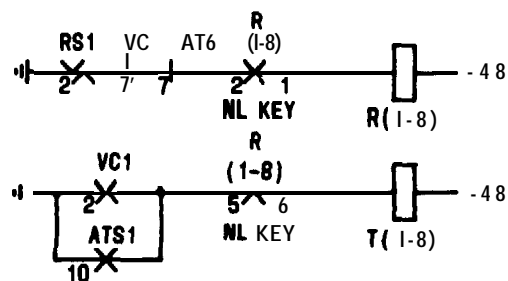 R
RS1 VC AT6 (I-8)
-48
2 7' 7 2 1
NL KEY R( I-8)
R
VC1 (1-8)
-48
2 5 6
ATS1 NL KEY T( I-8)
10